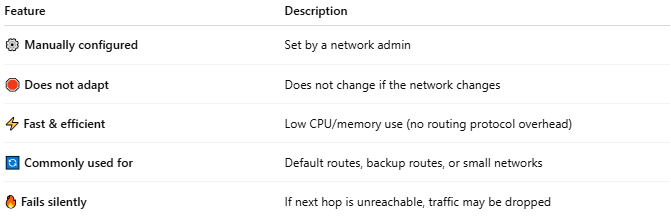 Feature Description
⚙️ Manually configured Set by a network admin
🛑 Does not adapt Does not change if the network changes
⚡ Fast & efficient Low CPU/memory use (no routing protocol overhead)
🔄 Commonly used for Default routes, backup routes, or small networks
🔥 Fails silently If next hop is unreachable, traffic may be dropped